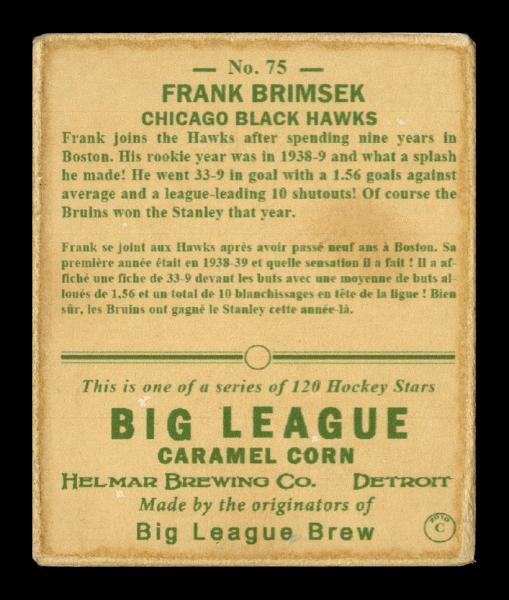 — No. 75 —
FRANK BRIMSEK
CHICAGO BLACK HAWKS
Frank joins the Hawks after spending nine years in
Boston. His rookie year was in 1938-9 and what a splash
he made! He went 33-9 in goal with a 1.56 goals against
average and a league-leading 10 shutouts! Of course the
Bruins won the Stanley that year.
Frank se joint aux Hawks après avoir passé neuf ans à Boston. Sa
première année était en 1938-39 et quelle sensation il a fait ! Il a af-
fiché une fiche de 33-9 devant les buts avec une moyenne de buts al-
loués de 1.56 et un total de 10 blanchissages en tête de la ligue ! Bien
sûr, les Bruins ont gagné le Stanley cette année-là.
This is one of a series of 120 Hockey Stars
BIG LEAGUE
CARAMEL CORN
HELMAR BREWING CO. DETROIT
Made by the originators of
Big League Brew
2010
C